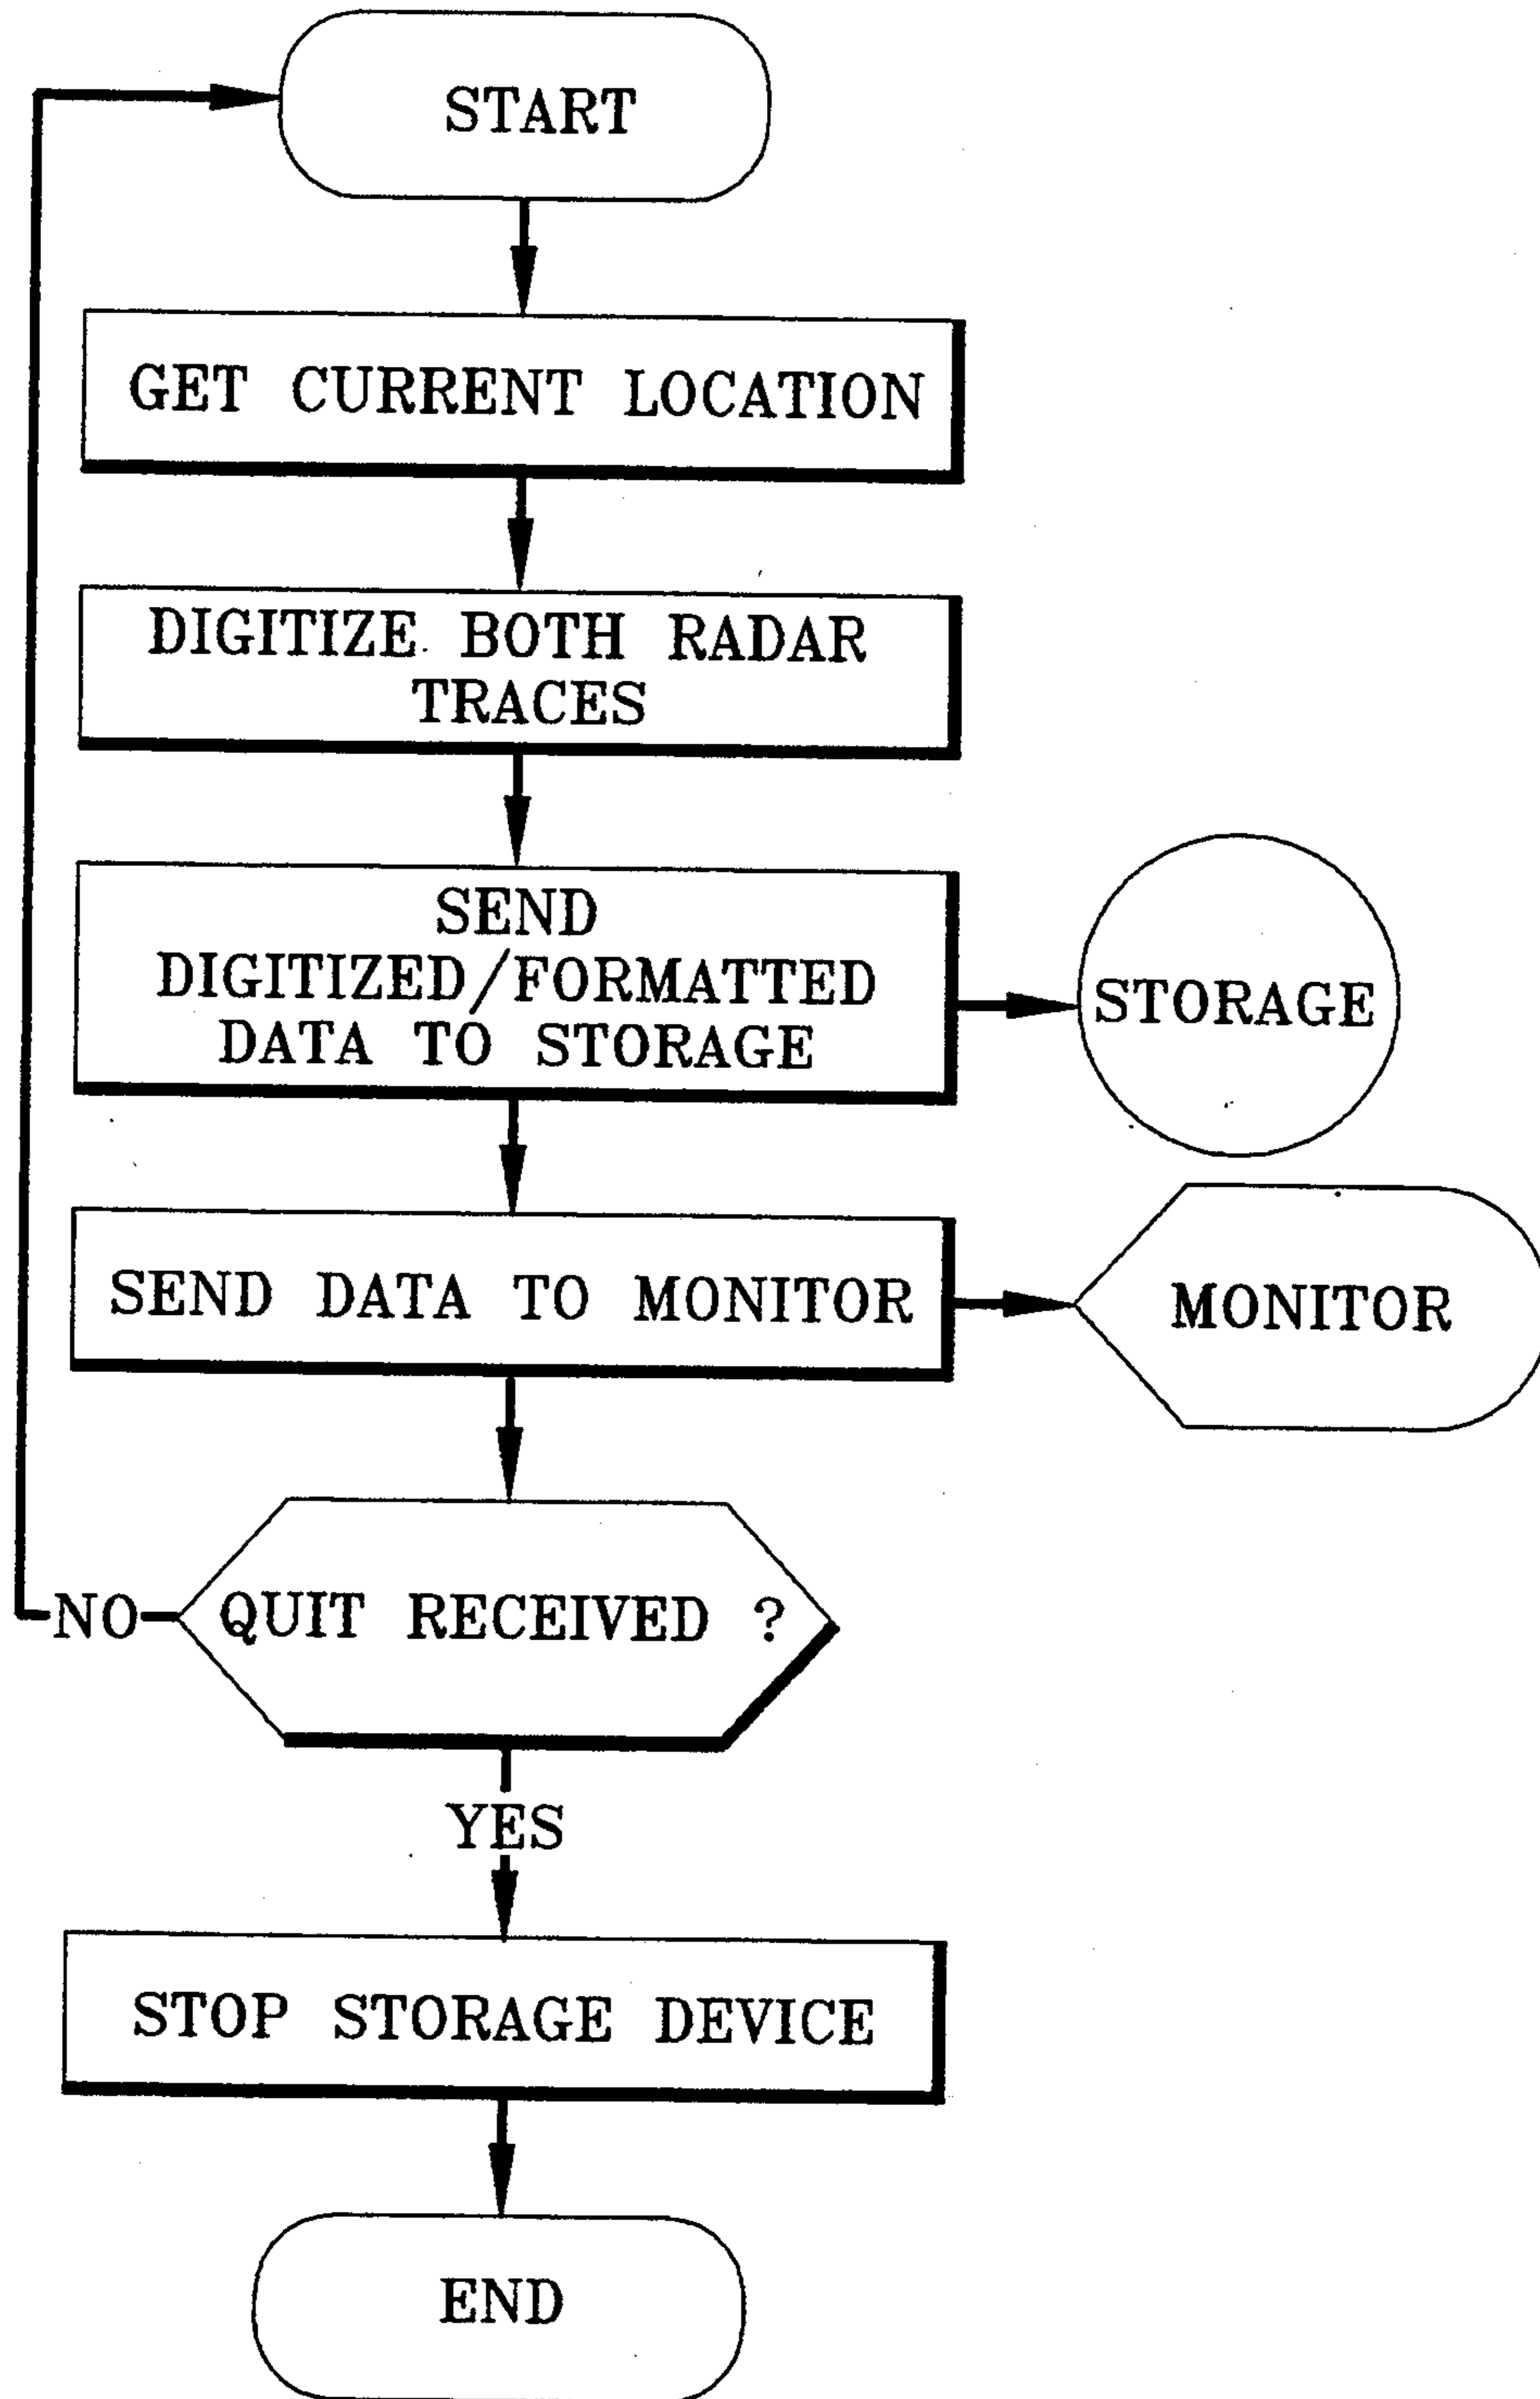 START
GET CURRENT LOCATION
DIGITIZE BOTH RADAR
TRACES
SEND
DIGITIZED/FORMATTED
DATA TO STORAGE
STORAGE
SEND DATA TO MONITOR
MONITOR
NO
QUIT RECEIVED ?
YES
STOP STORAGE DEVICE
END